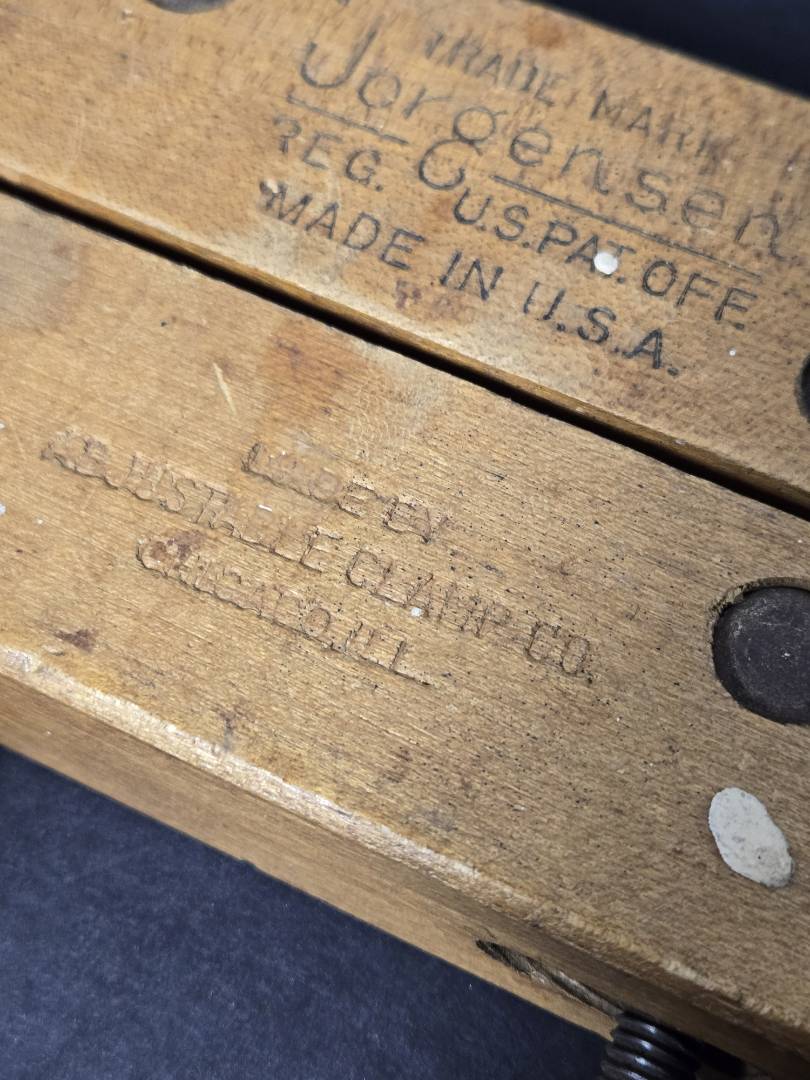 TRADE MARK
Jorgensen
REG. U.S. PAT. OFF.
MADE IN U.S.A.
MADE BY
ADJUSTABLE CLAMP CO.
CHICAGO, ILL.